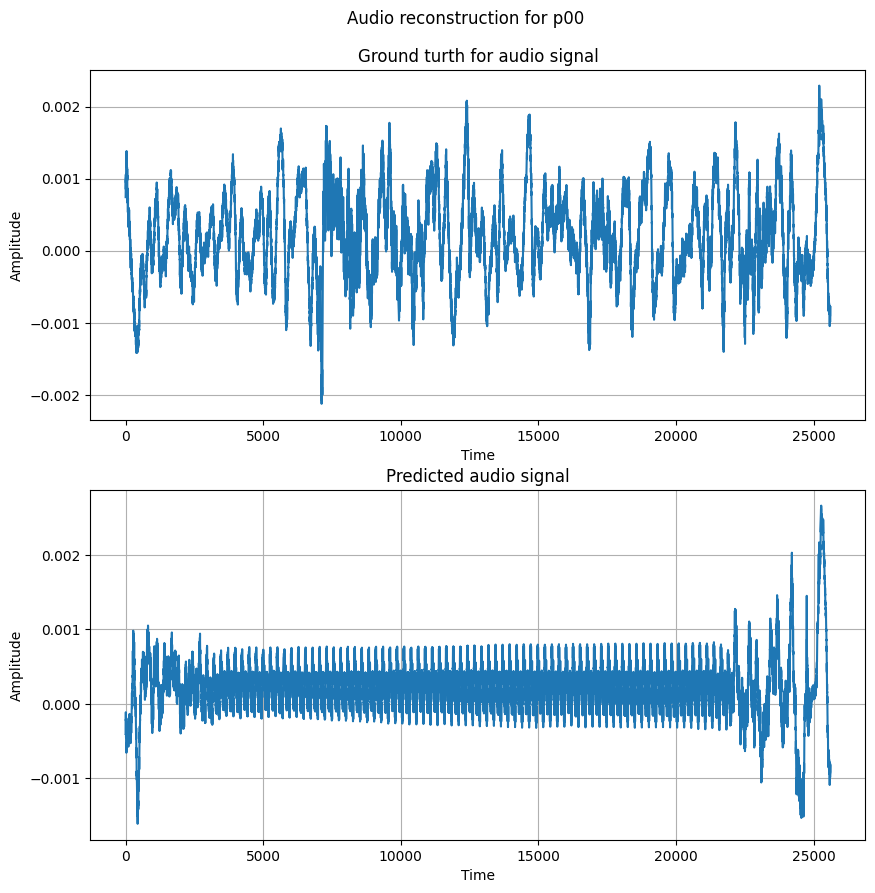 Audio reconstruction for p00
Ground turth for audio signal
0.002
0.001
0.000
−0.001
−0.002
Amplitude
0 5000 10000 15000 20000 25000
Time
Predicted audio signal
0.002
0.001
0.000
−0.001
Amplitude
0 5000 10000 15000 20000 25000
Time